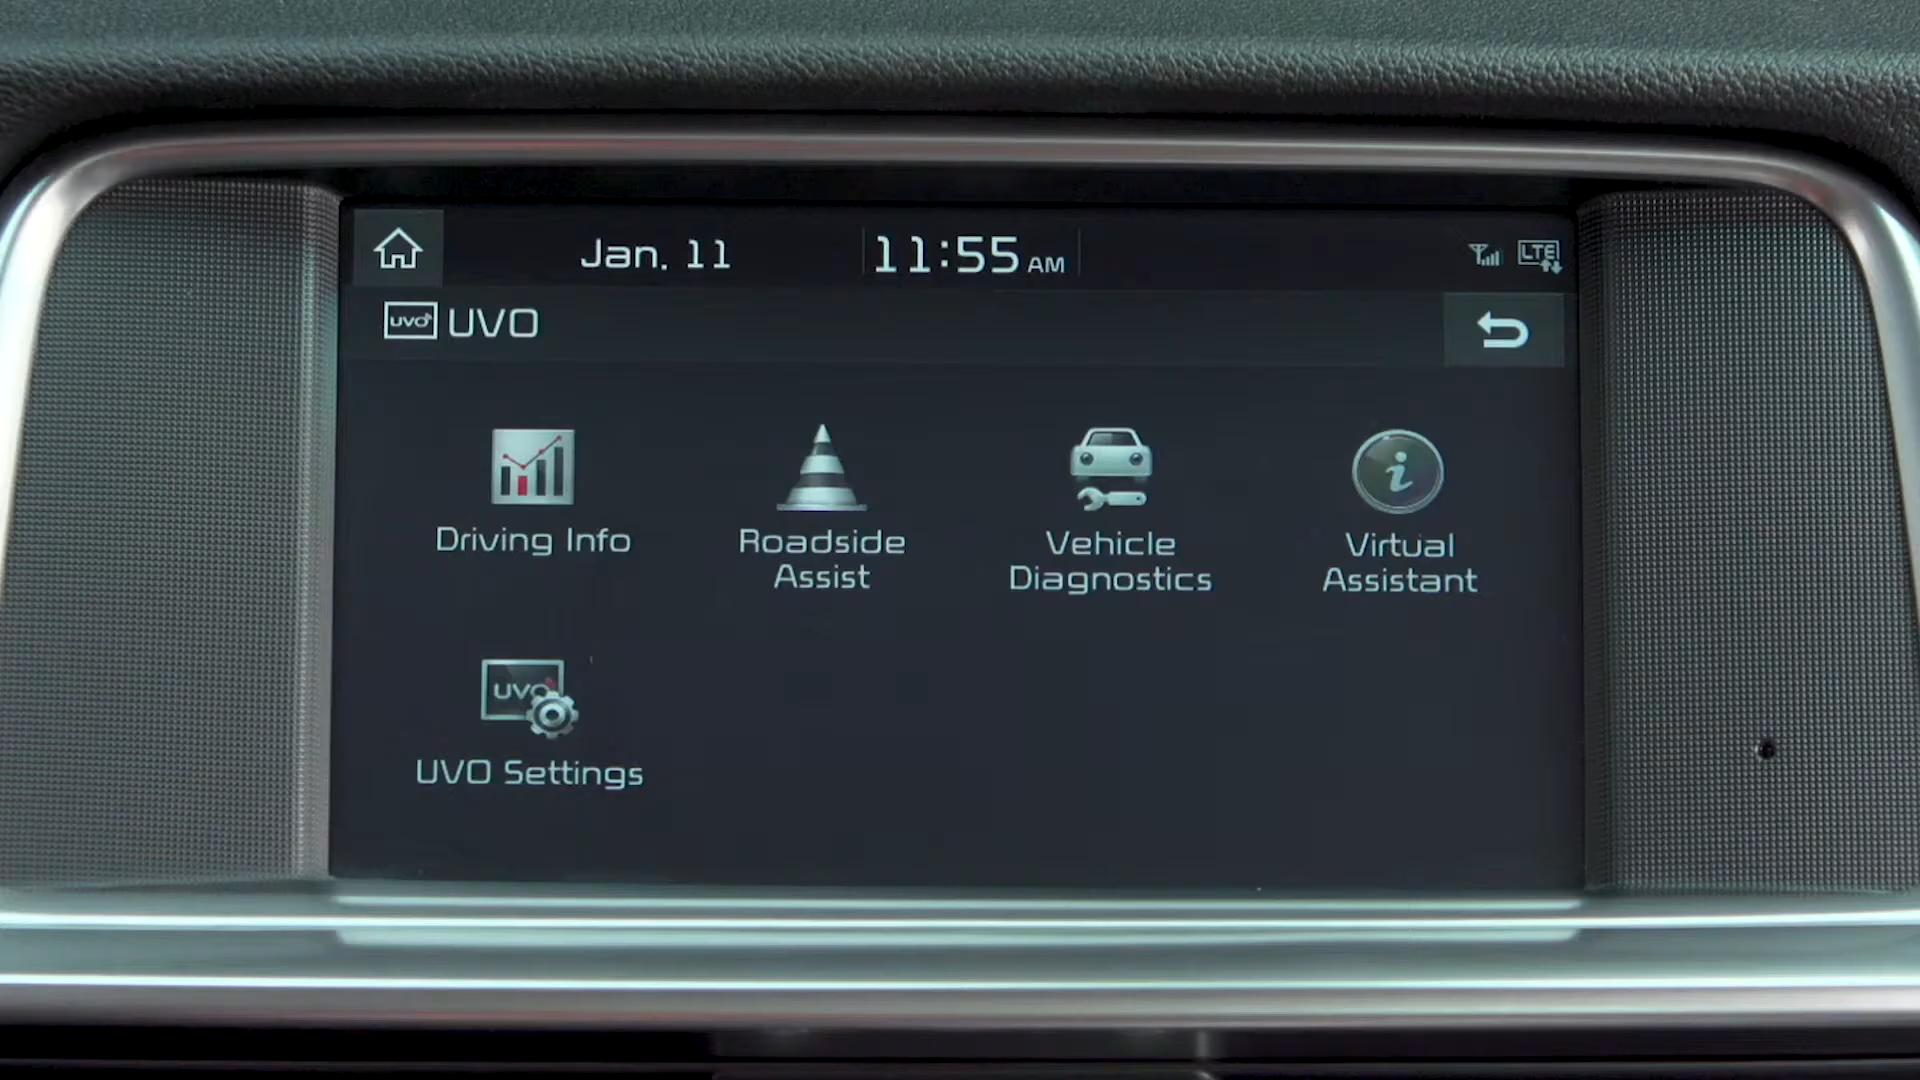 Jan. 11
11:55 AM
LTE
UVO UVO
Driving Info
Roadside
Assist
Vehicle
Diagnostics
i
Virtual
Assistant
UVO
UVO Settings